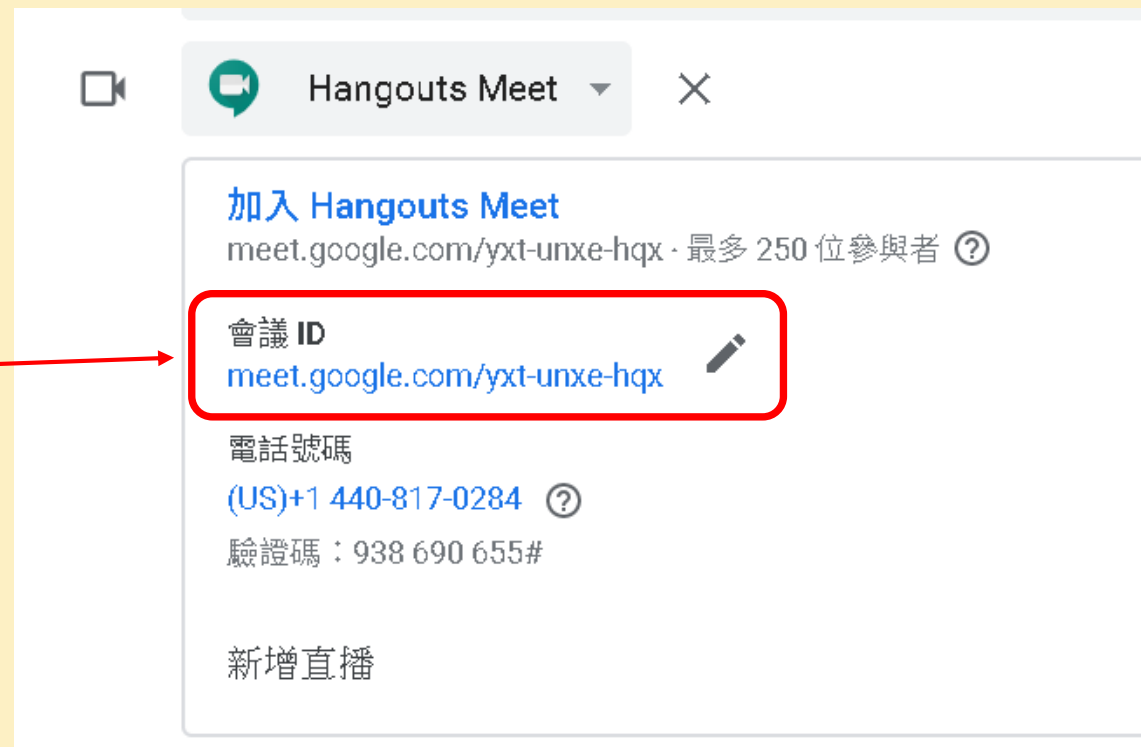 Hangouts Meet
加入 Hangouts Meet
meet.google.com/yxt-unxe-hqx · 最多 250 位參與者
會議 ID
meet.google.com/yxt-unxe-hqx
電話號碼
(US)+1 440-817-0284
驗證碼：938 690 655#
新增直播